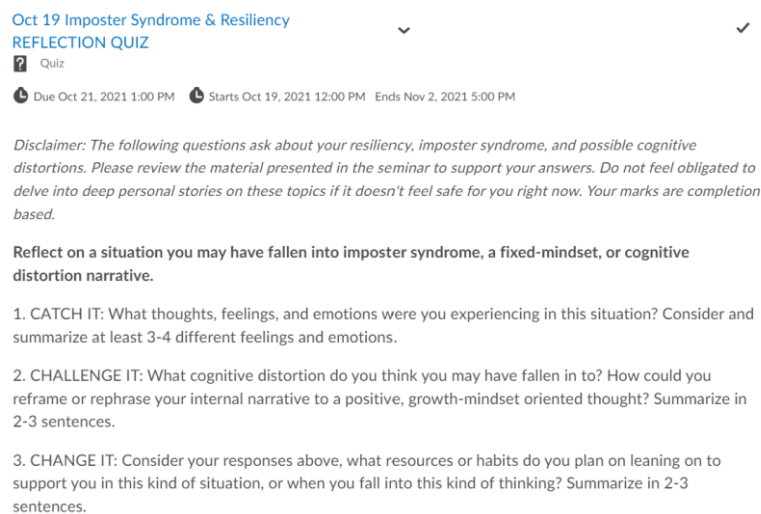 Oct 19 Imposter Syndrome & Resiliency
REFLECTION QUIZ
Quiz
Due Oct 21, 2021 1:00 PM Starts Oct 19, 2021 12:00 PM Ends Nov 2, 2021 5:00 PM
Disclaimer: The following questions ask about your resiliency, imposter syndrome, and possible cognitive
distortions. Please review the material presented in the seminar to support your answers. Do not feel obligated to
delve into deep personal stories on these topics if it doesn't feel safe for you right now. Your marks are completion
based.
Reflect on a situation you may have fallen into imposter syndrome, a fixed-mindset, or cognitive
distortion narrative.
1. CATCH IT: What thoughts, feelings, and emotions were you experiencing in this situation? Consider and
summarize at least 3-4 different feelings and emotions.
2. CHALLENGE IT: What cognitive distortion do you think you may have fallen in to? How could you
reframe or rephrase your internal narrative to a positive, growth-mindset oriented thought? Summarize in
2-3 sentences.
3. CHANGE IT: Consider your responses above, what resources or habits do you plan on leaning on to
support you in this kind of situation, or when you fall into this kind of thinking? Summarize in 2-3
sentences.